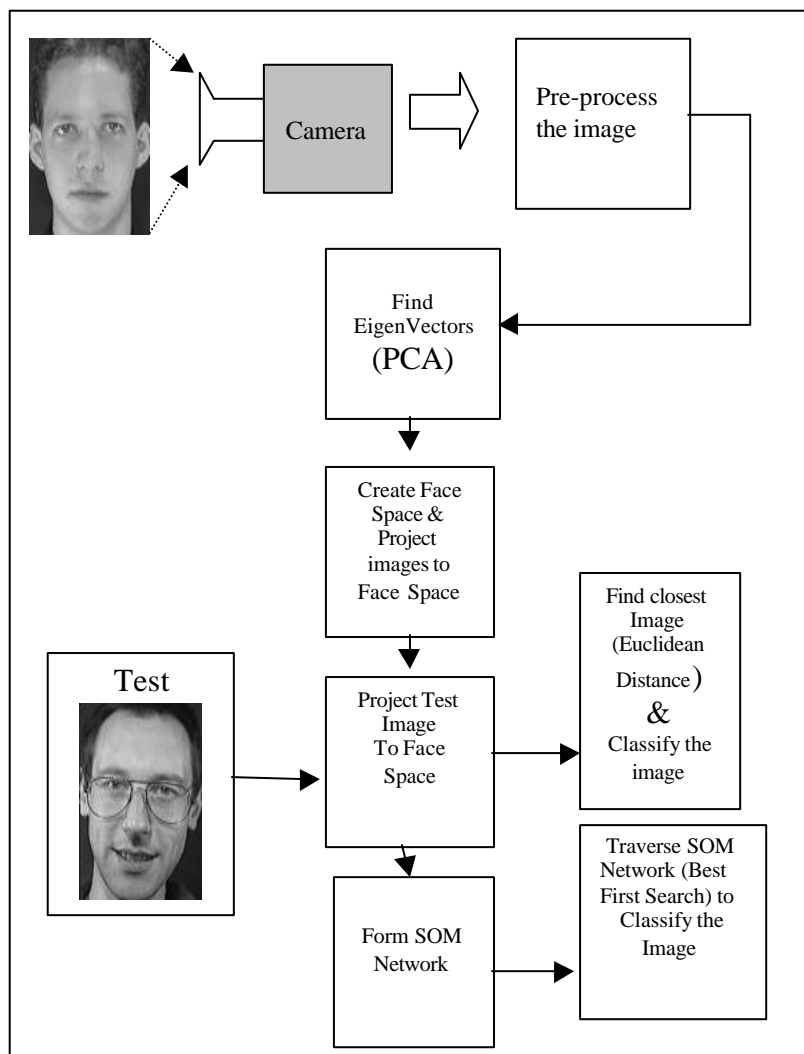 Camera
Pre-process
the image
Find
EigenVectors
(PCA)
Create Face
Space &
Project
images to
Face Space
Find closest
Image
(Euclidean
Distance)
&
Classify the
image
Test
Project Test
Image
To Face
Space
Traverse SOM
Network (Best
First Search) to
Classify the
Image
Form SOM
Network